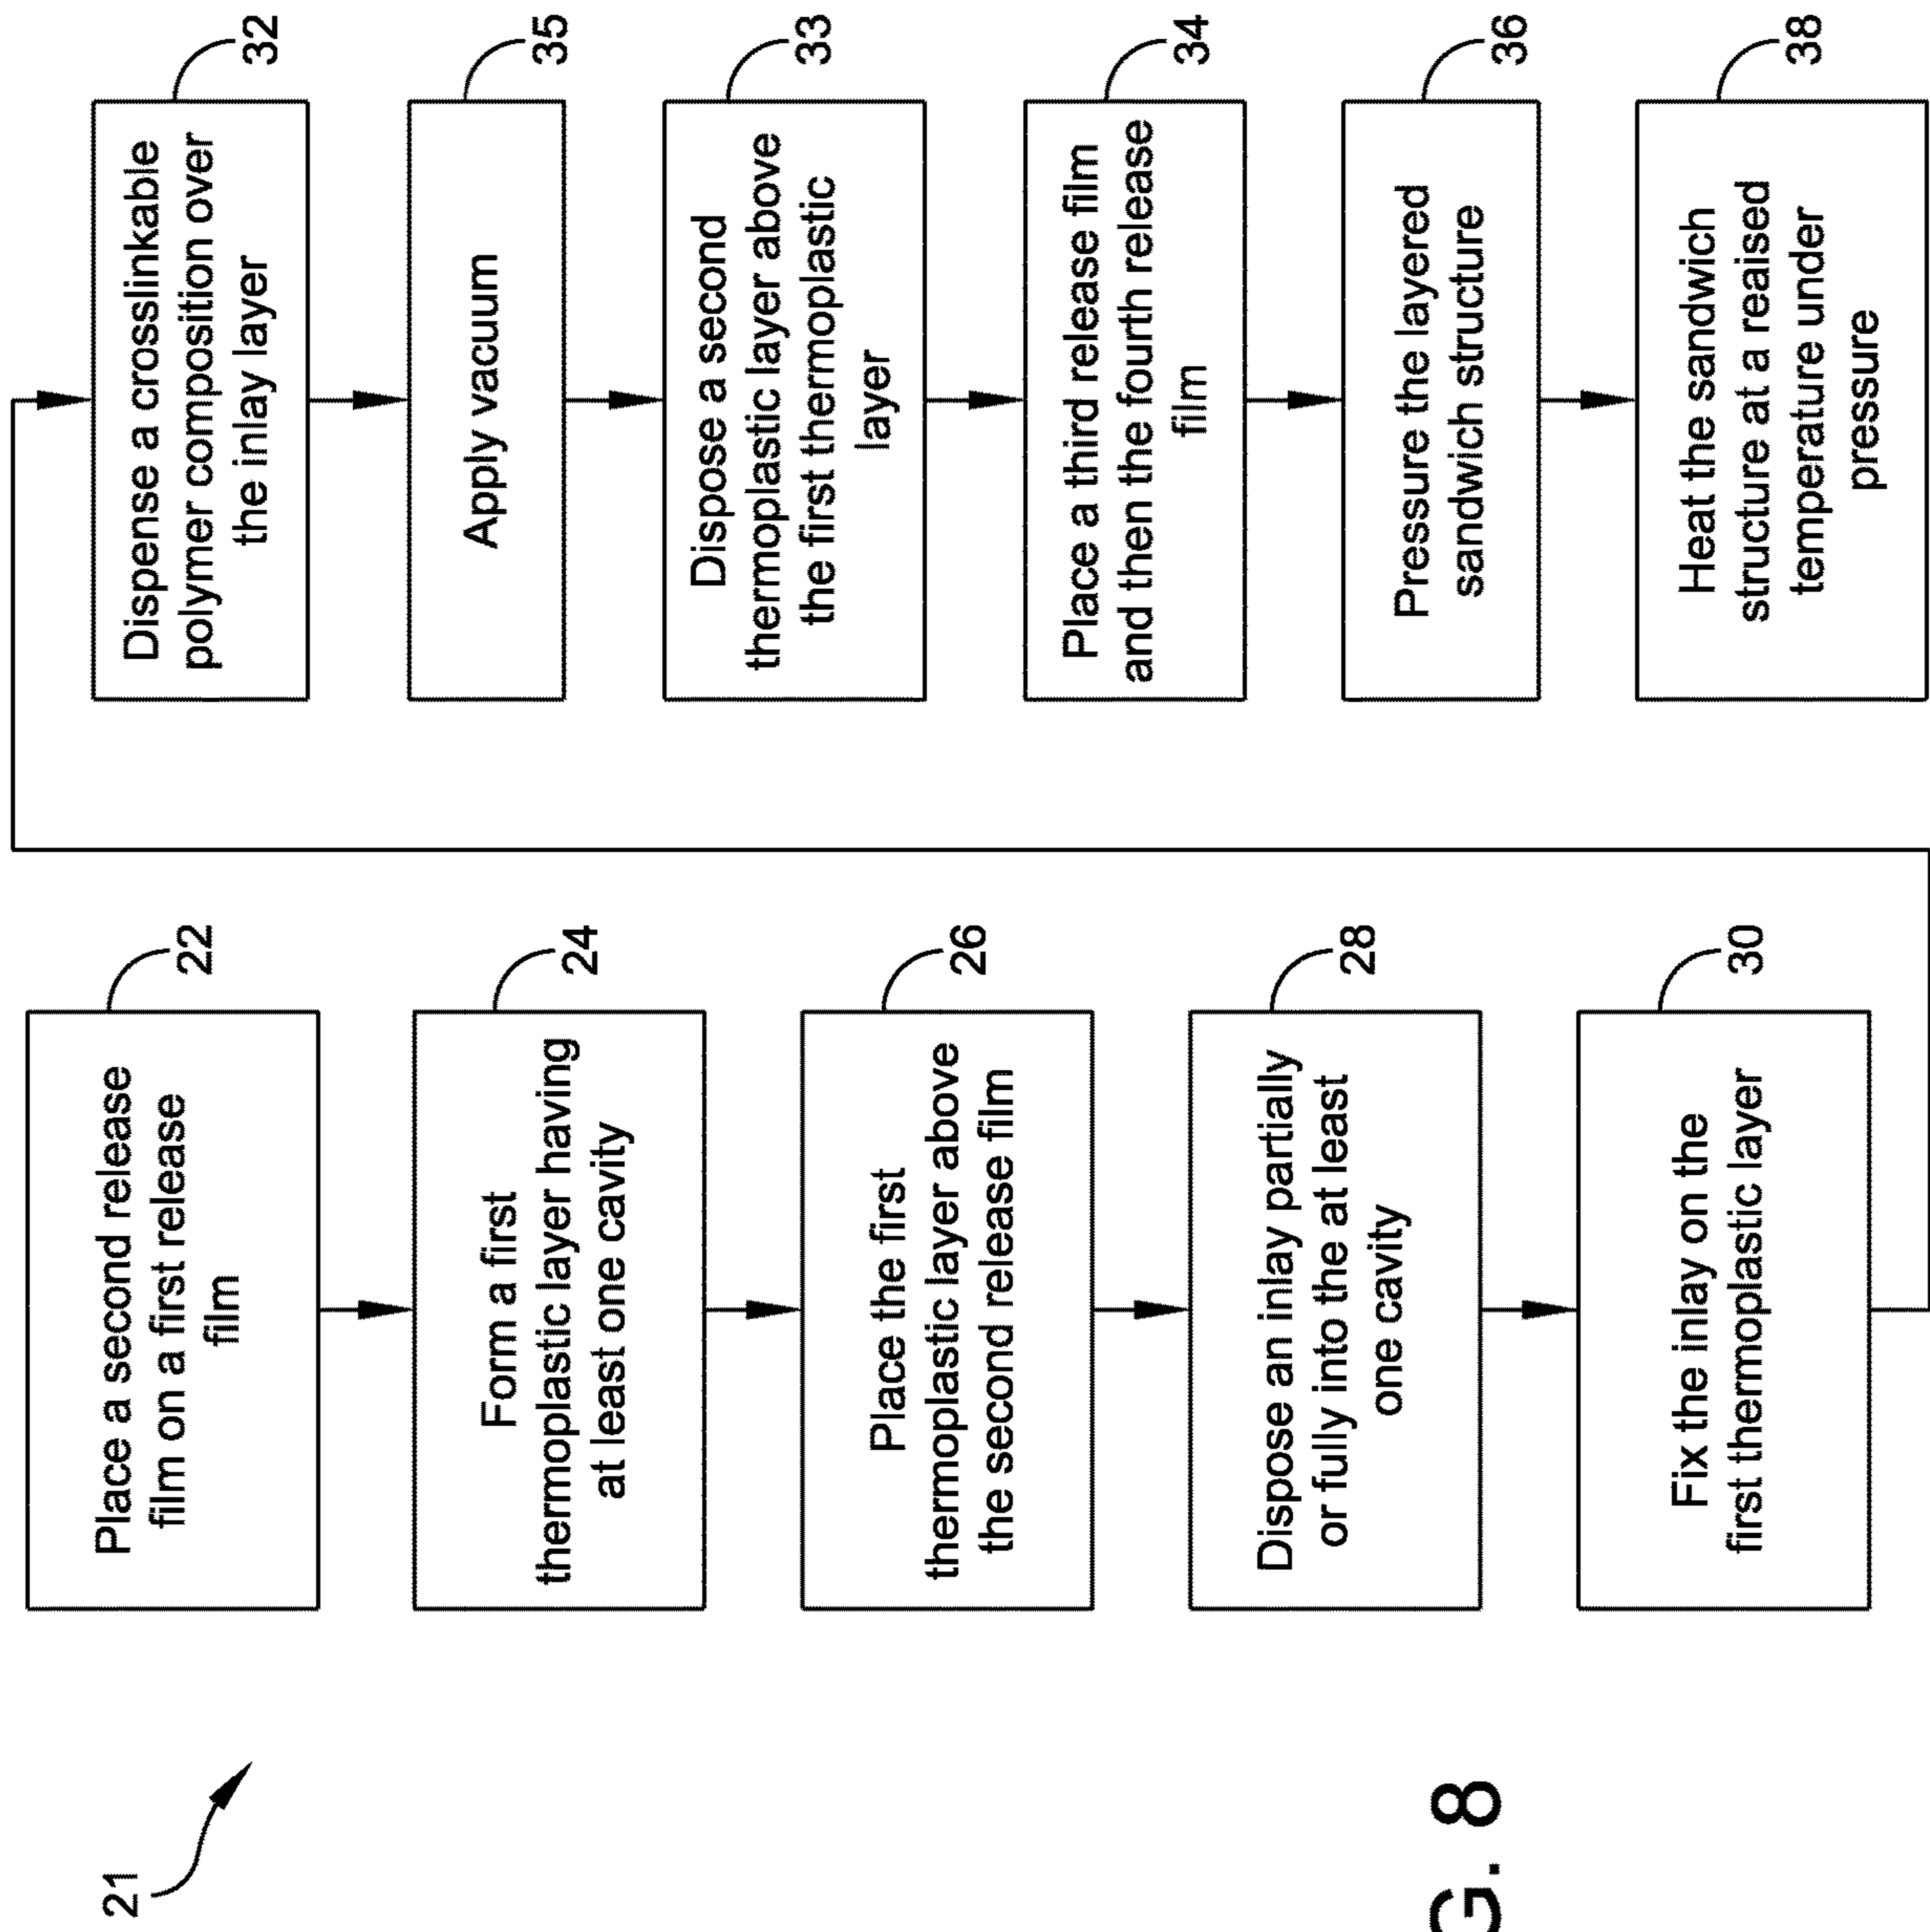 21
Place a second release
film on a first release
film
22
Form a first
thermoplastic layer having
at least one cavity
24
Place the first
thermoplastic layer above
the second release film
26
Dispose an inlay partially
or fully into the at least
one cavity
28
Fix the inlay on the
first thermoplastic layer
30
Dispense a crosslinkable
polymer composition over
the inlay layer
32
Apply vacuum
35
Dispose a second
thermoplastic layer above
the first thermoplastic
layer
33
Place a third release film
and then the fourth release
film
34
Pressure the layered
sandwich structure
36
Heat the sandwich
structure at a reaised
temperature under
pressure
38
G. 8